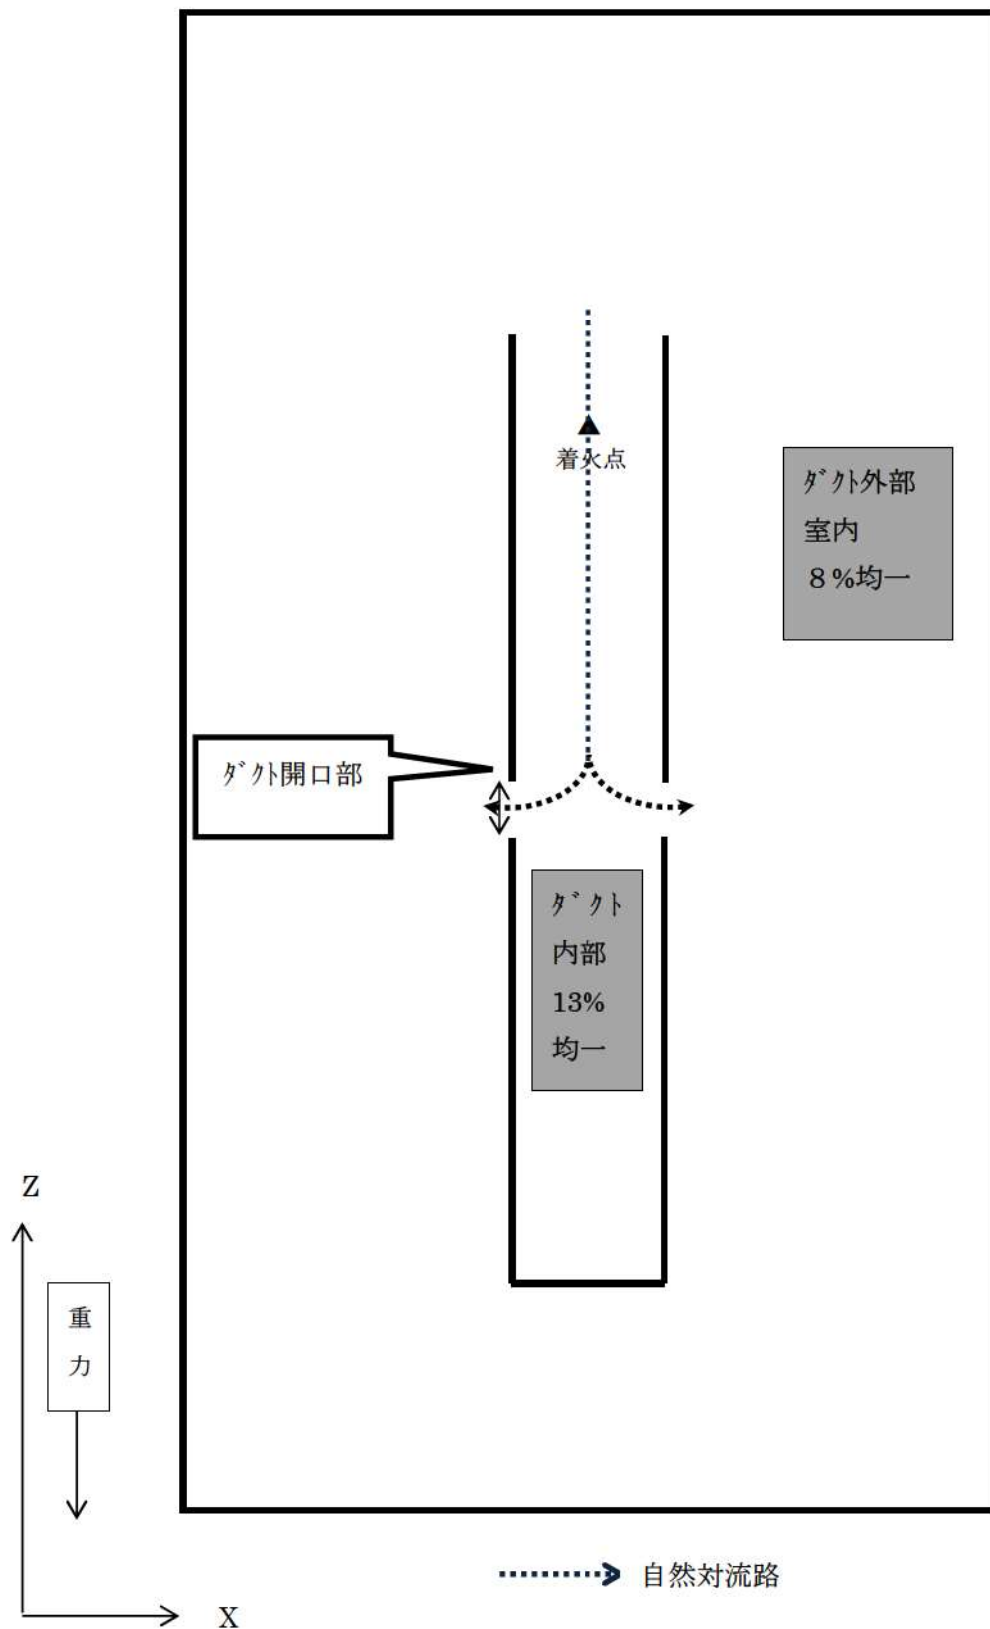 着火点
ﾀﾞｸﾄ外部
室内
８%均一
ﾀﾞｸﾄ開口部
ﾀﾞｸﾄ
内部
13%
均一
Z
重
力
自然対流路
X